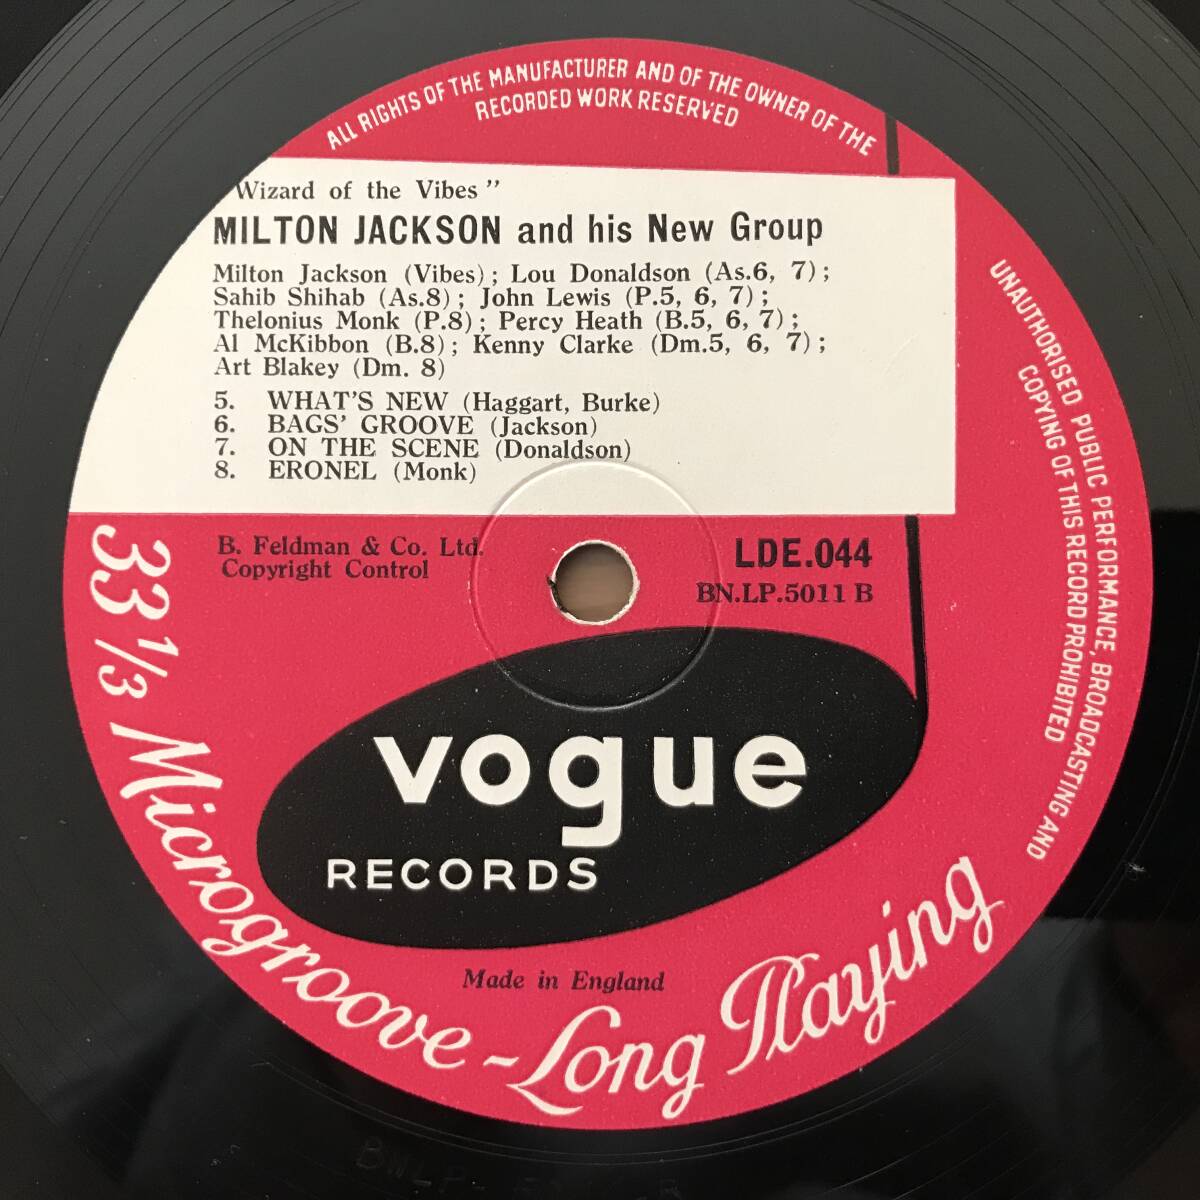 ALL RIGHTS OF THE MANUFACTURER AND OF THE OWNER OF THE
RECORDED WORK RESERVED
Wizard of the Vibes"
MILTON JACKSON and his New Group
Milton Jackson (Vibes); Lou Donaldson (As.6, 7);
Sahib Shihab (As.8); John Lewis (P.5, 6, 7);
Thelonius Monk (P.8); Percy Heath (B.5, 6, 7);
Al McKibbon (B.8); Kenny Clarke (Dm.5, 6, 7);
Art Blakey (Dm. 8)
5. WHAT'S NEW (Haggart, Burke)
6. BAGS' GROOVE (Jackson)
7. ON THE SCENE (Donaldson)
8. ERONEL (Monk)
B. Feldman & Co. Ltd.
Copyright Control
LDE.044
BN.LP.5011 B
UNAUTHORISED PUBLIC PERFORMANCE, BROADCASTING AND
COPYING OF THIS RECORD PROHIBITED
vogue
RECORDS
Made in England
33 1/3 Microgroove - Long Playing